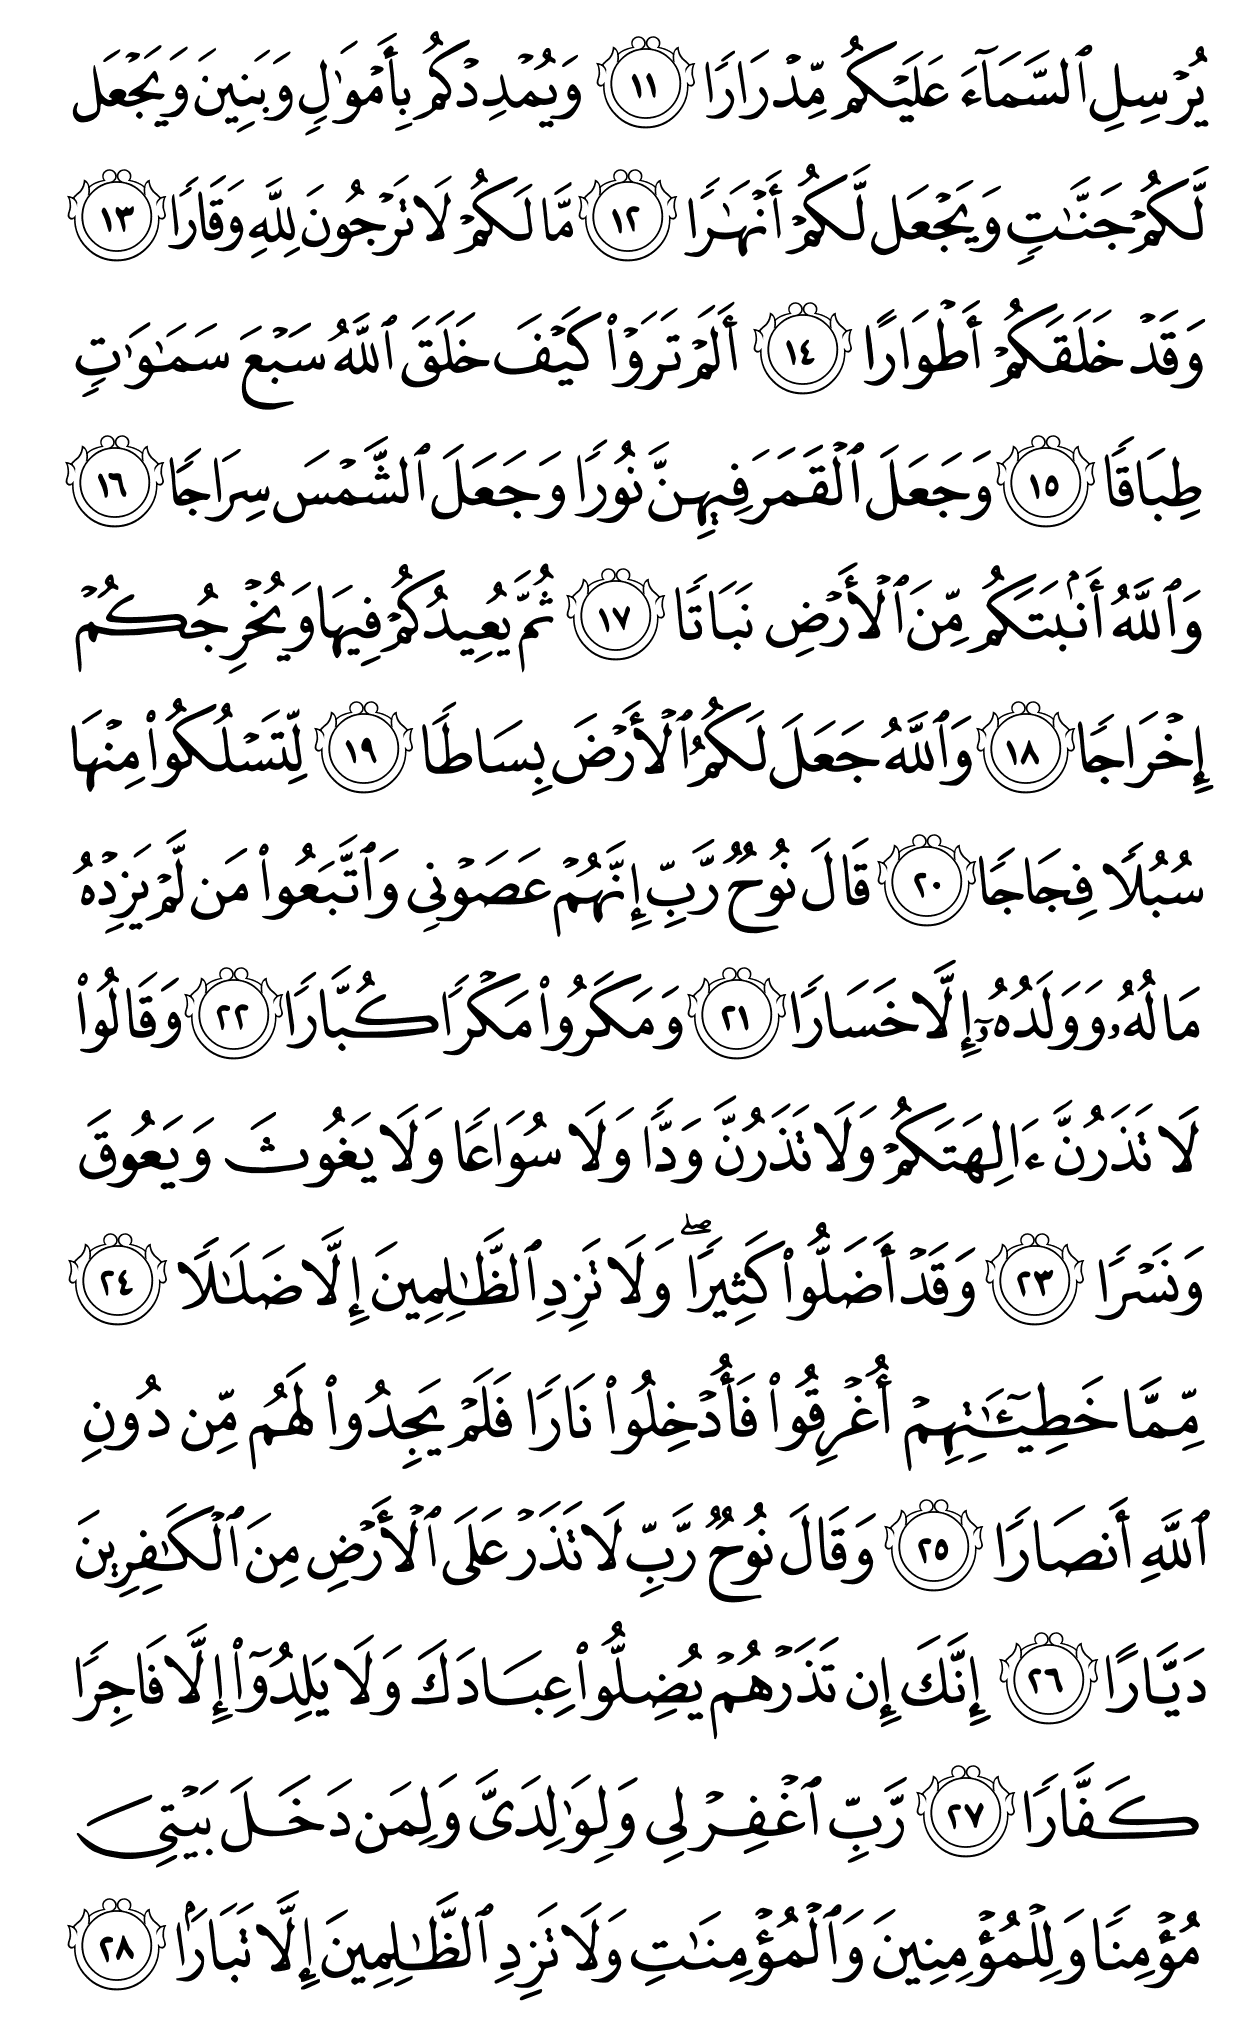 يُرْسِلِ ٱلسَّمَآءَ عَلَيْكُم مِّدْرَارًا ١١ وَيُمْدِدْكُم بِأَمْوَٰلٍ وَبَنِينَ وَيَجْعَل
لَّكُمْ جَنَّٰتٍ وَيَجْعَل لَّكُمْ أَنْهَٰرًا ١٢ مَّا لَكُمْ لَا تَرْجُونَ لِلَّهِ وَقَارًا ١٣
وَقَدْ خَلَقَكُمْ أَطْوَارًا ١٤ أَلَمْ تَرَوْا۟ كَيْفَ خَلَقَ ٱللَّهُ سَبْعَ سَمَٰوَٰتٍ
طِبَاقًا ١٥ وَجَعَلَ ٱلْقَمَرَ فِيهِنَّ نُورًا وَجَعَلَ ٱلشَّمْسَ سِرَاجًا ١٦
وَٱللَّهُ أَنۢبَتَكُم مِّنَ ٱلْأَرْضِ نَبَاتًا ١٧ ثُمَّ يُعِيدُكُمْ فِيهَا وَيُخْرِجُكُمْ
إِخْرَاجًا ١٨ وَٱللَّهُ جَعَلَ لَكُمُ ٱلْأَرْضَ بِسَاطًا ١٩ لِّتَسْلُكُوا۟ مِنْهَا
سُبُلًا فِجَاجًا ٢٠ قَالَ نُوحٌ رَّبِّ إِنَّهُمْ عَصَوْنِى وَٱتَّبَعُوا۟ مَن لَّمْ يَزِدْهُ
مَالُهُۥ وَوَلَدُهُۥٓ إِلَّا خَسَارًا ٢١ وَمَكَرُوا۟ مَكْرًا كُبَّارًا ٢٢ وَقَالُوا۟
لَا تَذَرُنَّ ءَالِهَتَكُمْ وَلَا تَذَرُنَّ وَدًّا وَلَا سُوَاعًا وَلَا يَغُوثَ وَيَعُوقَ
وَنَسْرًا ٢٣ وَقَدْ أَضَلُّوا۟ كَثِيرًا ۖ وَلَا تَزِدِ ٱلظَّٰلِمِينَ إِلَّا ضَلَٰلًا ٢٤
مِّمَّا خَطِيٓـَٰٔتِهِمْ أُغْرِقُوا۟ فَأُدْخِلُوا۟ نَارًا فَلَمْ يَجِدُوا۟ لَهُم مِّن دُونِ
ٱللَّهِ أَنصَارًا ٢٥ وَقَالَ نُوحٌ رَّبِّ لَا تَذَرْ عَلَى ٱلْأَرْضِ مِنَ ٱلْكَٰفِرِينَ
دَيَّارًا ٢٦ إِنَّكَ إِن تَذَرْهُمْ يُضِلُّوا۟ عِبَادَكَ وَلَا يَلِدُوٓا۟ إِلَّا فَاجِرًا
كَفَّارًا ٢٧ رَّبِّ ٱغْفِرْ لِى وَلِوَٰلِدَىَّ وَلِمَن دَخَلَ بَيْتِىَ
مُؤْمِنًا وَلِلْمُؤْمِنِينَ وَٱلْمُؤْمِنَٰتِ وَلَا تَزِدِ ٱلظَّٰلِمِينَ إِلَّا تَبَارًۢا ٢٨